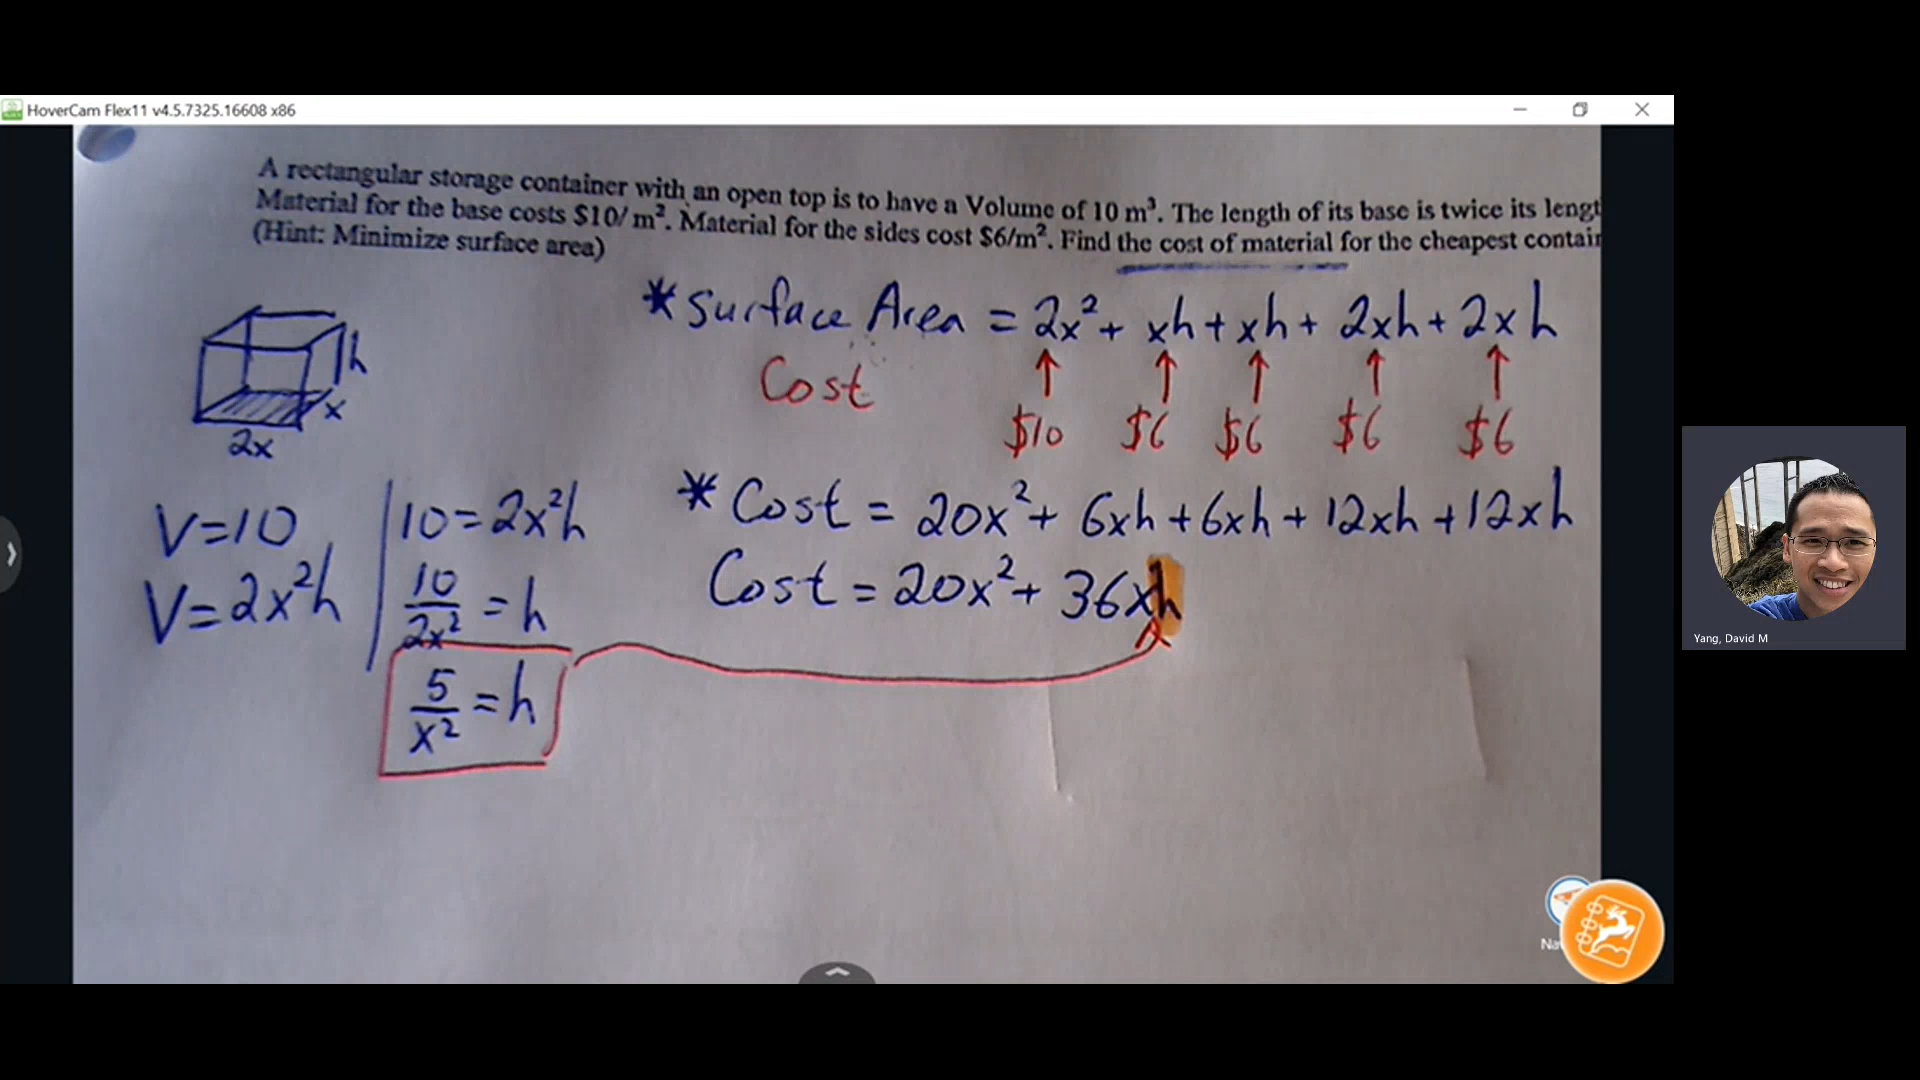 HoverCam Flex11 v4.5.7325.16608 x86
A rectangular storage container with an open top is to have a Volume of 10 m³. The length of its base is twice its lengt
Material for the base costs $10/ m². Material for the sides cost $6/m². Find the cost of material for the cheapest contain
(Hint: Minimize surface area)
* Surface Area = 2x² + xh + xh + 2xh + 2xh
Cost
$10 $6 $6 $6 $6
h
x
2x
* Cost = 20x² + 6xh + 6xh + 12xh + 12xh
Cost = 20x² + 36xh
V = 10
V = 2x²h
10 = 2x²h
10/2x² = h
5/x² = h
Yang, David M
Na